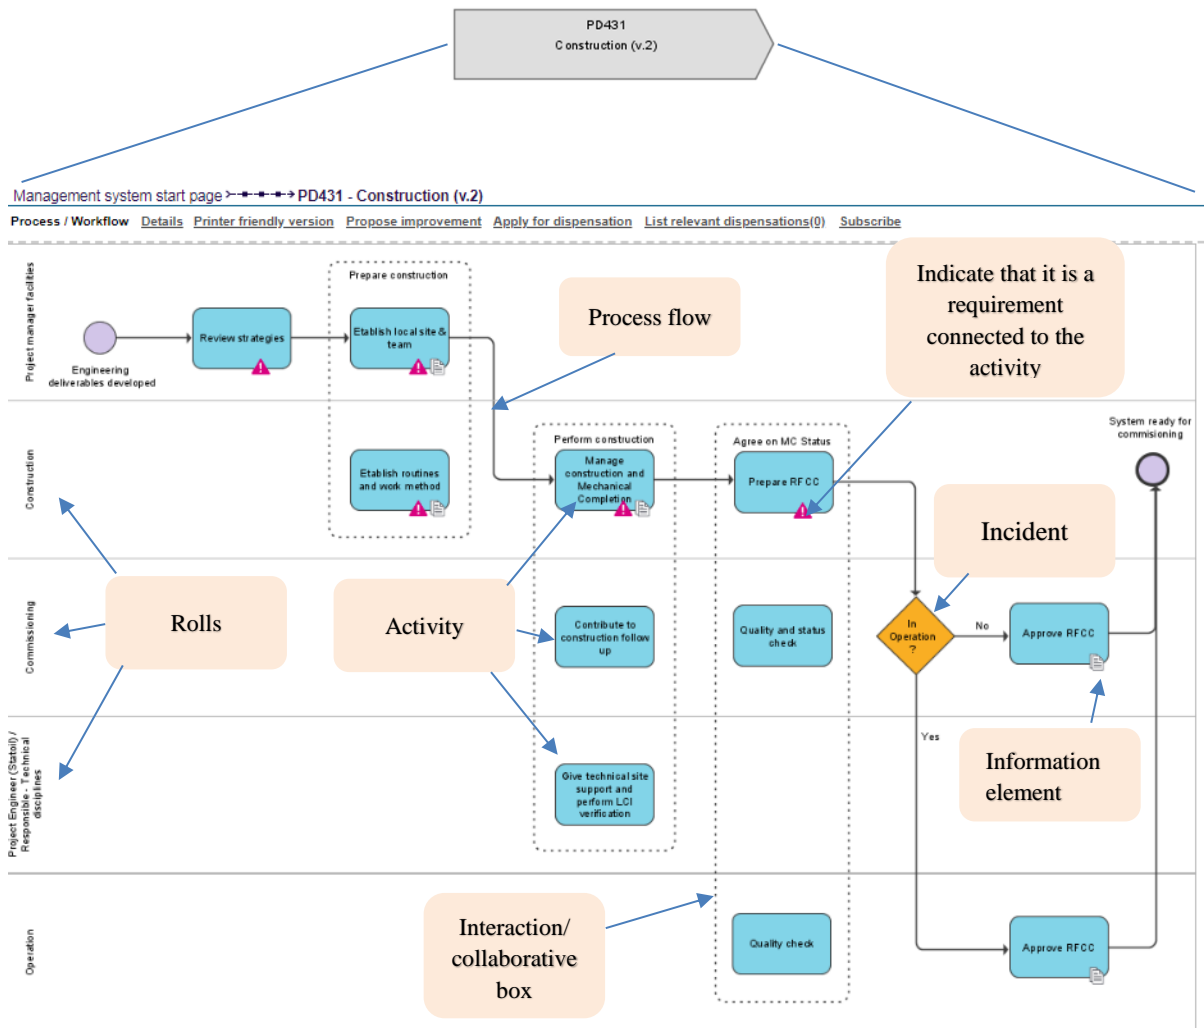 PD431
Construction (v.2)
Management system start page PD431 - Construction (v.2)
Process / Workflow Details Printer friendly version Propose improvement Apply for dispensation List relevant dispensations(0) Subscribe
Project manager facilities
Engineering
deliverables developed
Review strategies
Prepare construction
Etablish local site &
team
Process flow
Indicate that it is a
requirement
connected to the
activity
Construction
Etablish routines
and work method
Perform construction
Manage
construction and
Mechanical
Completion
Agree on MC Status
Prepare RFCC
System ready for
commisioning
Incident
Rolls
Activity
Commissioning
Contribute to
construction follow
up
Quality and status
check
In
Operation
?
No
Approve RFCC
Yes
Information
element
Project Engineer (Statoil) /
Responsible - Technical
disciplines
Give technical site
support and
perform LCI
verification
Interaction/
collaborative
box
Operation
Quality check
Approve RFCC